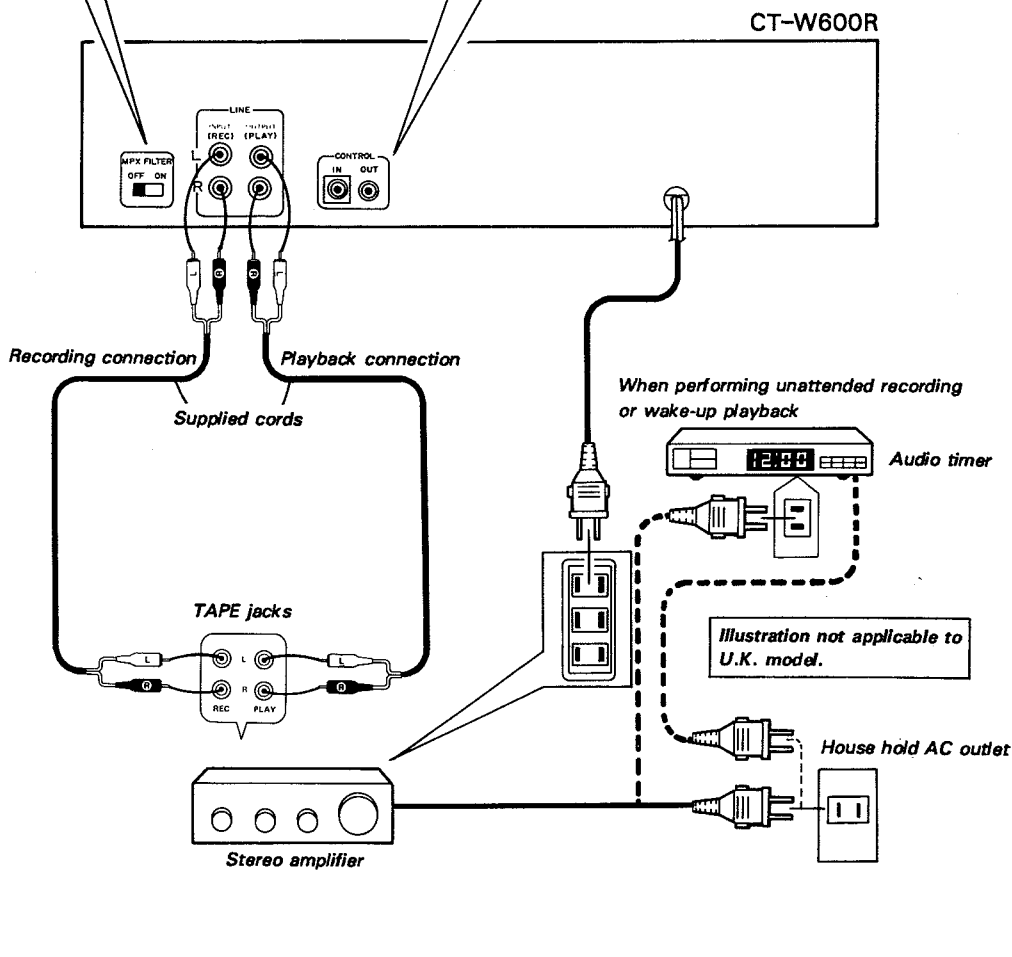 CT-W600R
LINE
INPUT OUTPUT
(REC) (PLAY)
L
R
MPX FILTER
OFF ON
CONTROL
IN OUT
L R R L
Recording connection
Playback connection
Supplied cords
When performing unattended recording
or wake-up playback
12:00
Audio timer
TAPE jacks
L L L
R R R
REC PLAY
Illustration not applicable to
U.K. model.
House hold AC outlet
Stereo amplifier